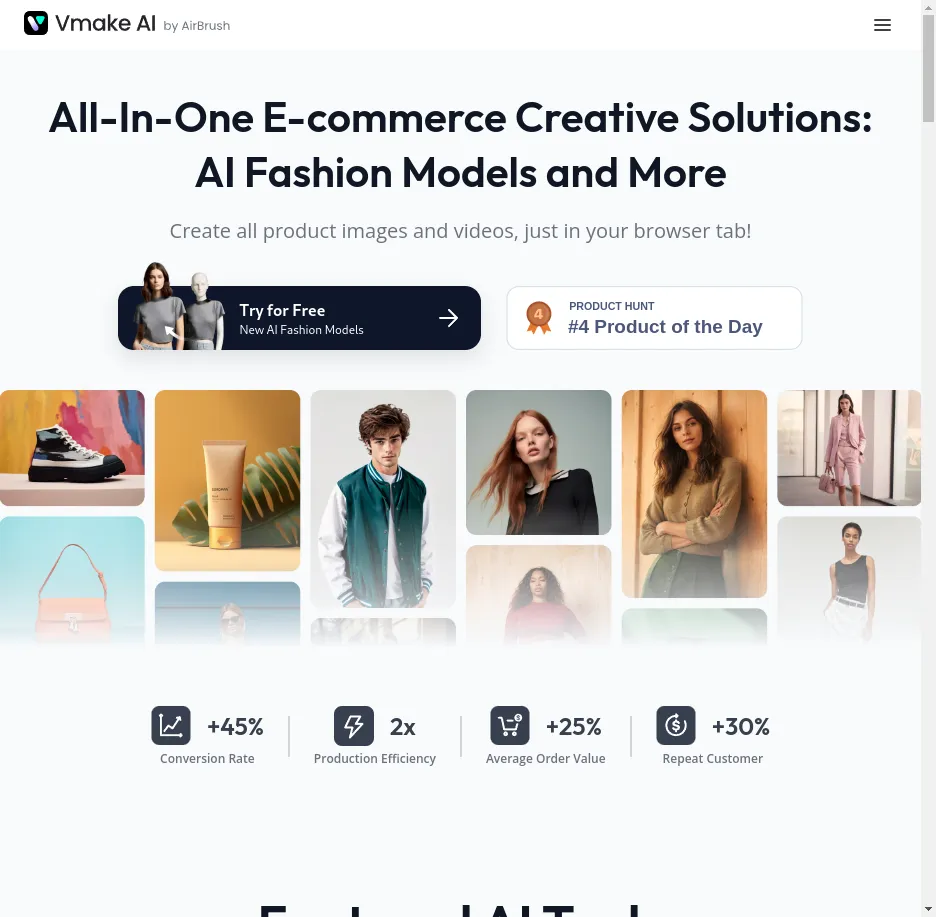 Vmake AI by AirBrush
All-In-One E-commerce Creative Solutions:
AI Fashion Models and More
Create all product images and videos, just in your browser tab!
Try for Free
New AI Fashion Models
4
PRODUCT HUNT
#4 Product of the Day
+45%
Conversion Rate
2x
Production Efficiency
+25%
Average Order Value
+30%
Repeat Customer